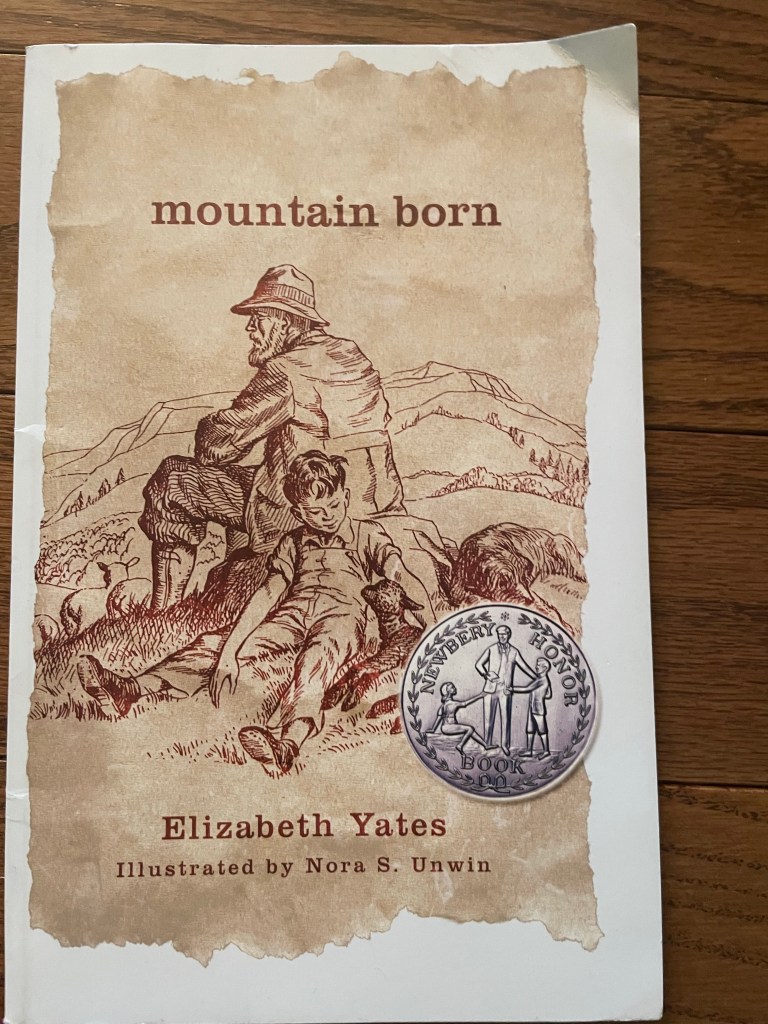 mountain born
NEWBERY * HONOR
BOOK
Elizabeth Yates
Illustrated by Nora S. Unwin